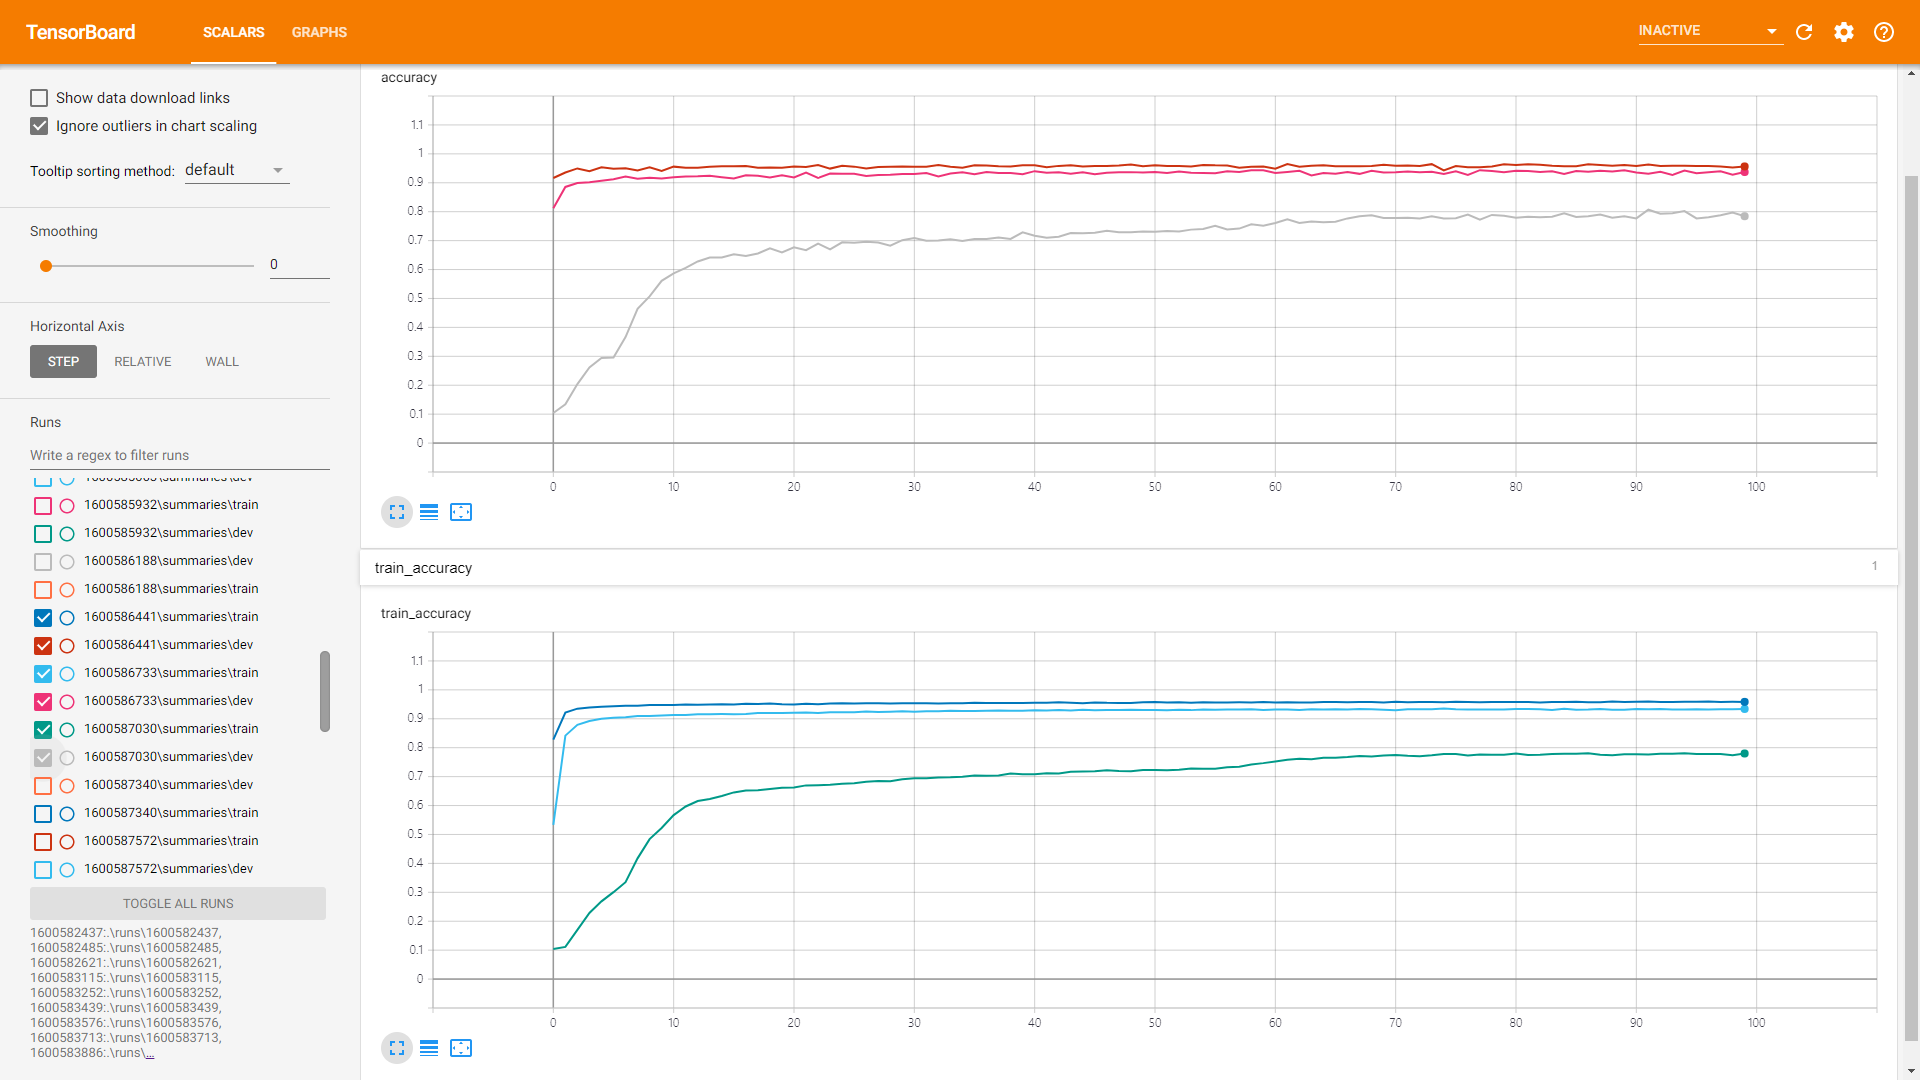 TensorBoard
SCALARS
GRAPHS
INACTIVE
Show data download links
Ignore outliers in chart scaling
Tooltip sorting method:
default
Smoothing
0
Horizontal Axis
STEP
RELATIVE
WALL
Runs
Write a regex to filter runs
1600585932\summaries\train
1600585932\summaries\dev
1600586188\summaries\dev
1600586188\summaries\train
1600586441\summaries\train
1600586441\summaries\dev
1600586733\summaries\train
1600586733\summaries\dev
1600587030\summaries\train
1600587030\summaries\dev
1600587340\summaries\dev
1600587340\summaries\train
1600587572\summaries\train
1600587572\summaries\dev
TOGGLE ALL RUNS
1600582437:.\runs\1600582437,
1600582485:.\runs\1600582485,
1600582621:.\runs\1600582621,
1600583115:.\runs\1600583115,
1600583252:.\runs\1600583252,
1600583439:.\runs\1600583439,
1600583576:.\runs\1600583576,
1600583713:.\runs\1600583713,
1600583886:.\runs\...
accuracy
1.1
1
0.9
0.8
0.7
0.6
0.5
0.4
0.3
0.2
0.1
0
0 10 20 30 40 50 60 70 80 90 100
train_accuracy
1
train_accuracy
1.1
1
0.9
0.8
0.7
0.6
0.5
0.4
0.3
0.2
0.1
0
0 10 20 30 40 50 60 70 80 90 100